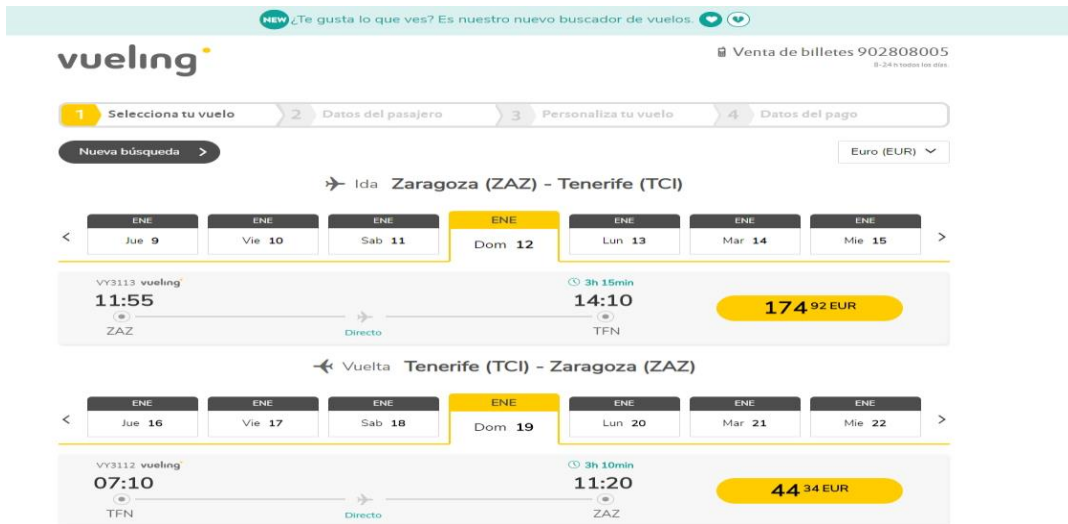 NEW ¿Te gusta lo que ves? Es nuestro nuevo buscador de vuelos.
vueling
Venta de billetes 902808005
8-24 h todos los días.
1 Selecciona tu vuelo 2 Datos del pasajero 3 Personaliza tu vuelo 4 Datos del pago
Nueva búsqueda >
Euro (EUR)
Ida Zaragoza (ZAZ) - Tenerife (TCI)
ENE ENE ENE ENE ENE ENE ENE
< Jue 9 Vie 10 Sab 11 Dom 12 Lun 13 Mar 14 Mie 15 >
VY3113 vueling 3h 15min
11:55 14:10 174 92 EUR
ZAZ Directo TFN
Vuelta Tenerife (TCI) - Zaragoza (ZAZ)
ENE ENE ENE ENE ENE ENE ENE
< Jue 16 Vie 17 Sab 18 Dom 19 Lun 20 Mar 21 Mie 22 >
VY3112 vueling 3h 10min
07:10 11:20 44 34 EUR
TFN Directo ZAZ